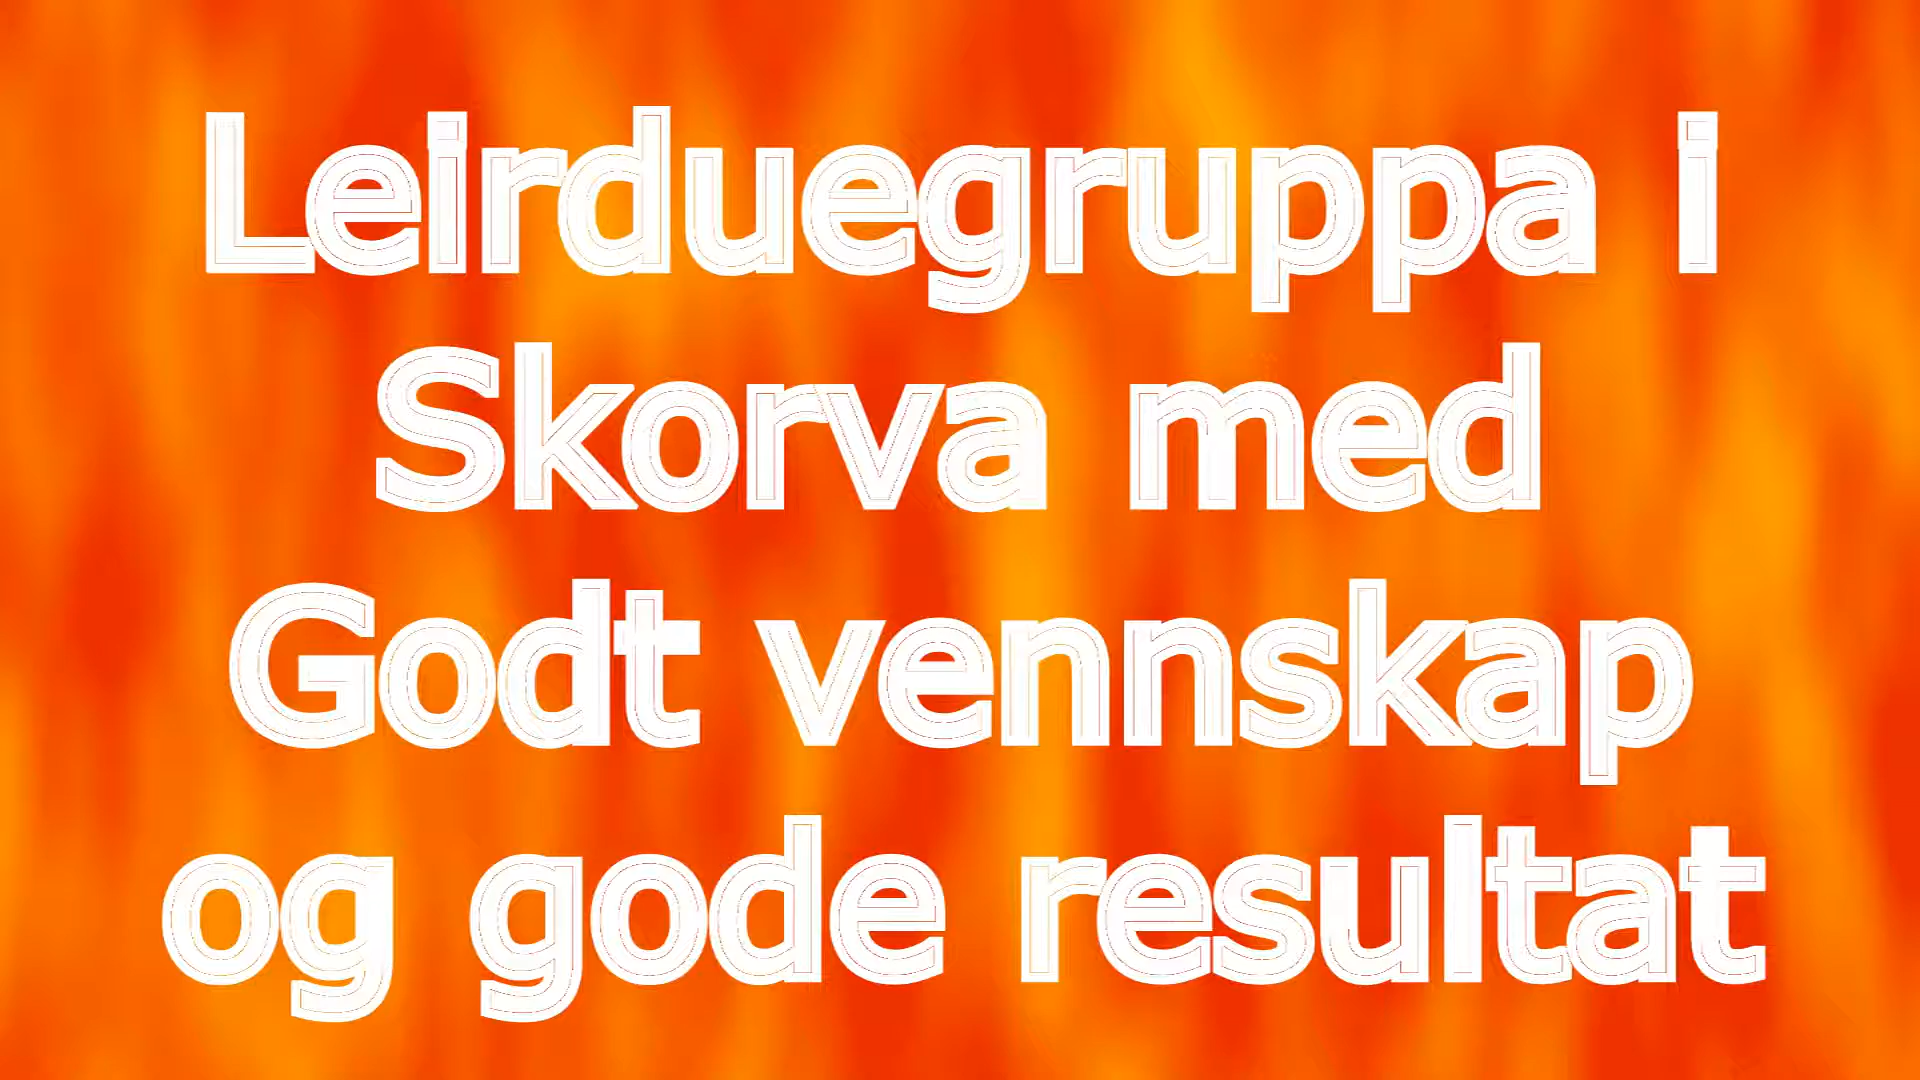 Leirduegruppa i
Skorva med
Godt vennskap
og gode resultat